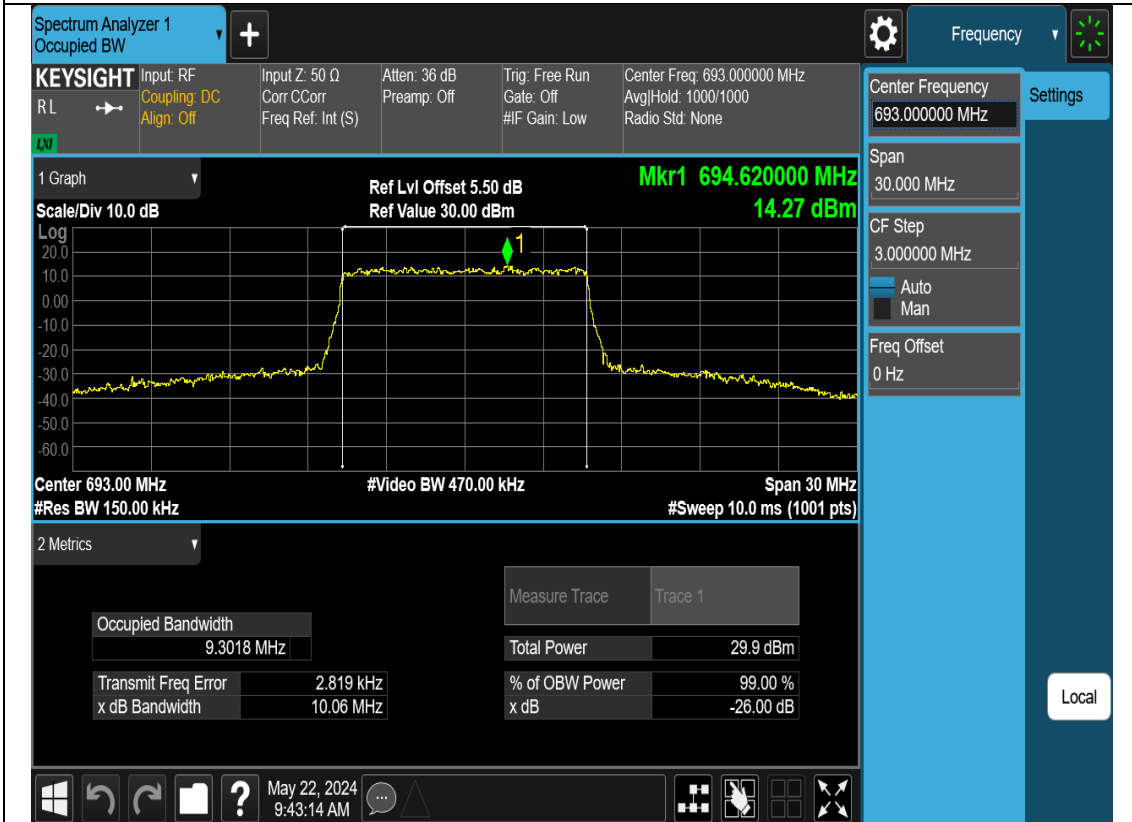 Spectrum Analyzer 1
Occupied BW
Frequency
KEYSIGHT
RL
LXI
Input: RF
Coupling: DC
Align: Off
Input Z: 50 Ω
Corr CCorr
Freq Ref: Int (S)
Atten: 36 dB
Preamp: Off
Trig: Free Run
Gate: Off
#IF Gain: Low
Center Freq: 693.000000 MHz
Avg|Hold: 1000/1000
Radio Std: None
Center Frequency
693.000000 MHz
Settings
Span
30.000 MHz
CF Step
3.000000 MHz
Auto
Man
Freq Offset
0 Hz
Local
1 Graph
Ref Lvl Offset 5.50 dB
Mkr1 694.620000 MHz
Scale/Div 10.0 dB
Ref Value 30.00 dBm
14.27 dBm
Log
1
20.0
10.0
0.00
-10.0
-20.0
-30.0
-40.0
-50.0
-60.0
Center 693.00 MHz
#Video BW 470.00 kHz
Span 30 MHz
#Res BW 150.00 kHz
#Sweep 10.0 ms (1001 pts)
2 Metrics
Measure Trace Trace 1
Occupied Bandwidth
9.3018 MHz
Total Power 29.9 dBm
Transmit Freq Error 2.819 kHz
% of OBW Power 99.00 %
x dB Bandwidth 10.06 MHz
x dB -26.00 dB
?
May 22, 2024
9:43:14 AM